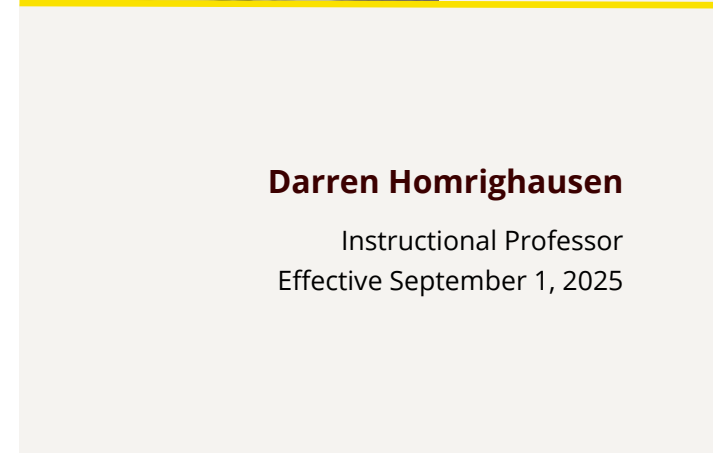 Darren Homrighausen
Instructional Professor
Effective September 1, 2025